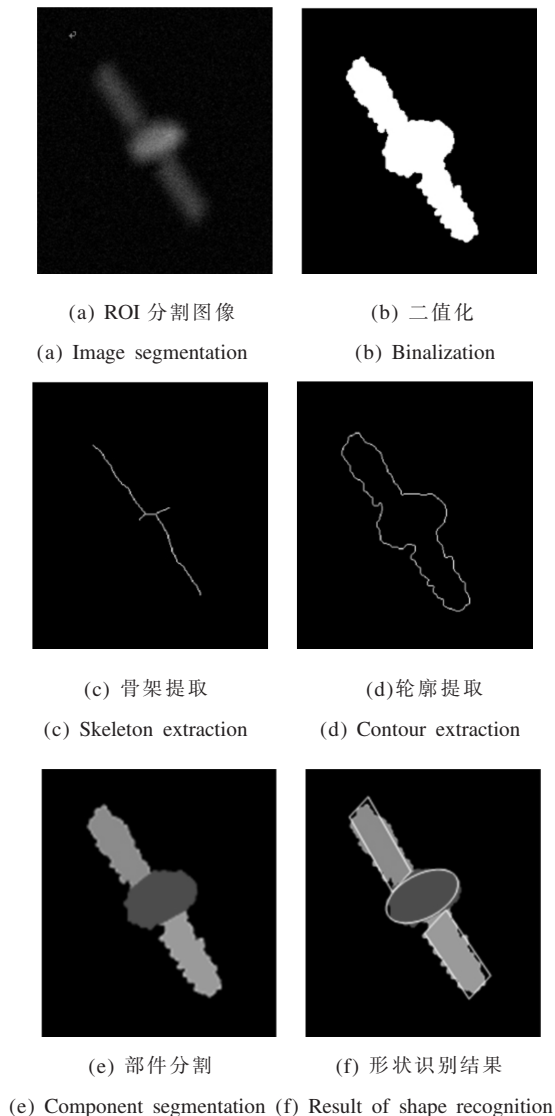 (a) ROI 分割图像
(b) 二值化
(a) Image segmentation
(b) Binalization
(c) 骨架提取
(d)轮廓提取
(c) Skeleton extraction
(d) Contour extraction
(e) 部件分割
(f) 形状识别结果
(e) Component segmentation (f) Result of shape recognition